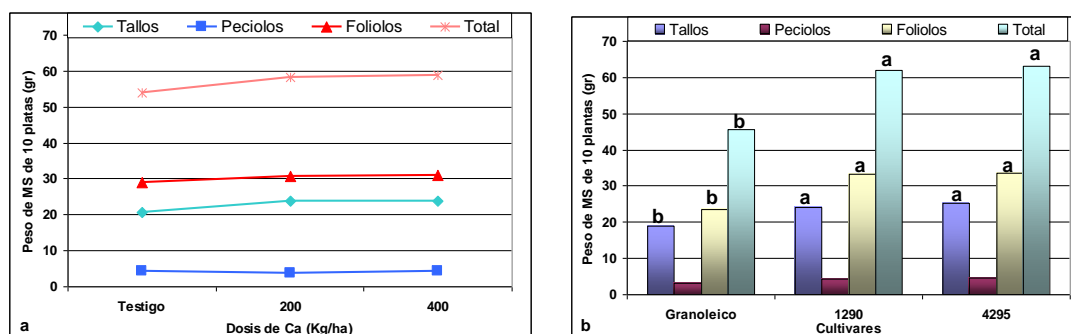 Tallos Peciolos Foliolos Total
Peso de MS de 10 platas (gr)
70
60
50
40
30
20
10
0
Testigo 200 400
Dosis de Ca (Kg/ha)
a
Tallos Peciolos Foliolos Total
Peso de MS de 10 plantas (gr)
70
60
50
40
30
20
10
0
b b b
a a a
a a a
Granoleico 1290 4295
Cultivares
b